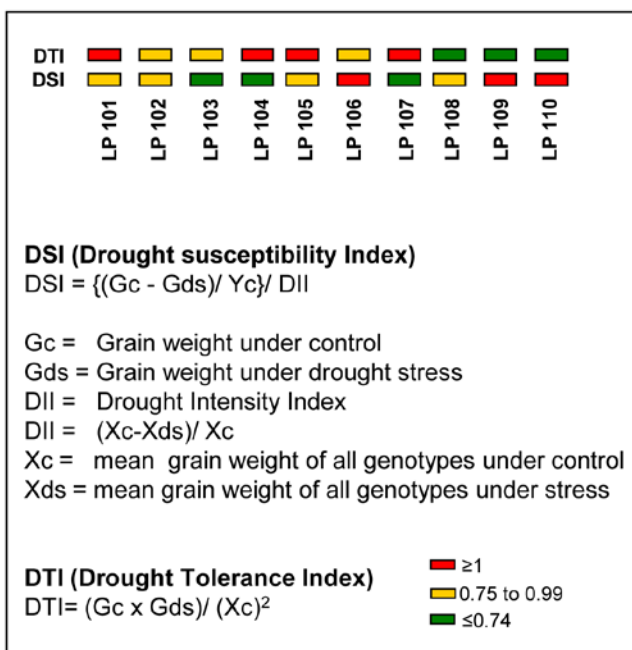 DTI
DSI
LP 101
LP 102
LP 103
LP 104
LP 105
LP 106
LP 107
LP 108
LP 109
LP 110
DSI (Drought susceptibility Index)
DSI = {(Gc - Gds)/ Yc}/ DII
Gc = Grain weight under control
Gds = Grain weight under drought stress
DII = Drought Intensity Index
DII = (Xc-Xds)/ Xc
Xc = mean grain weight of all genotypes under control
Xds = mean grain weight of all genotypes under stress
DTI (Drought Tolerance Index)
DTI= (Gc x Gds)/ (Xc)²
≥1
0.75 to 0.99
≤0.74